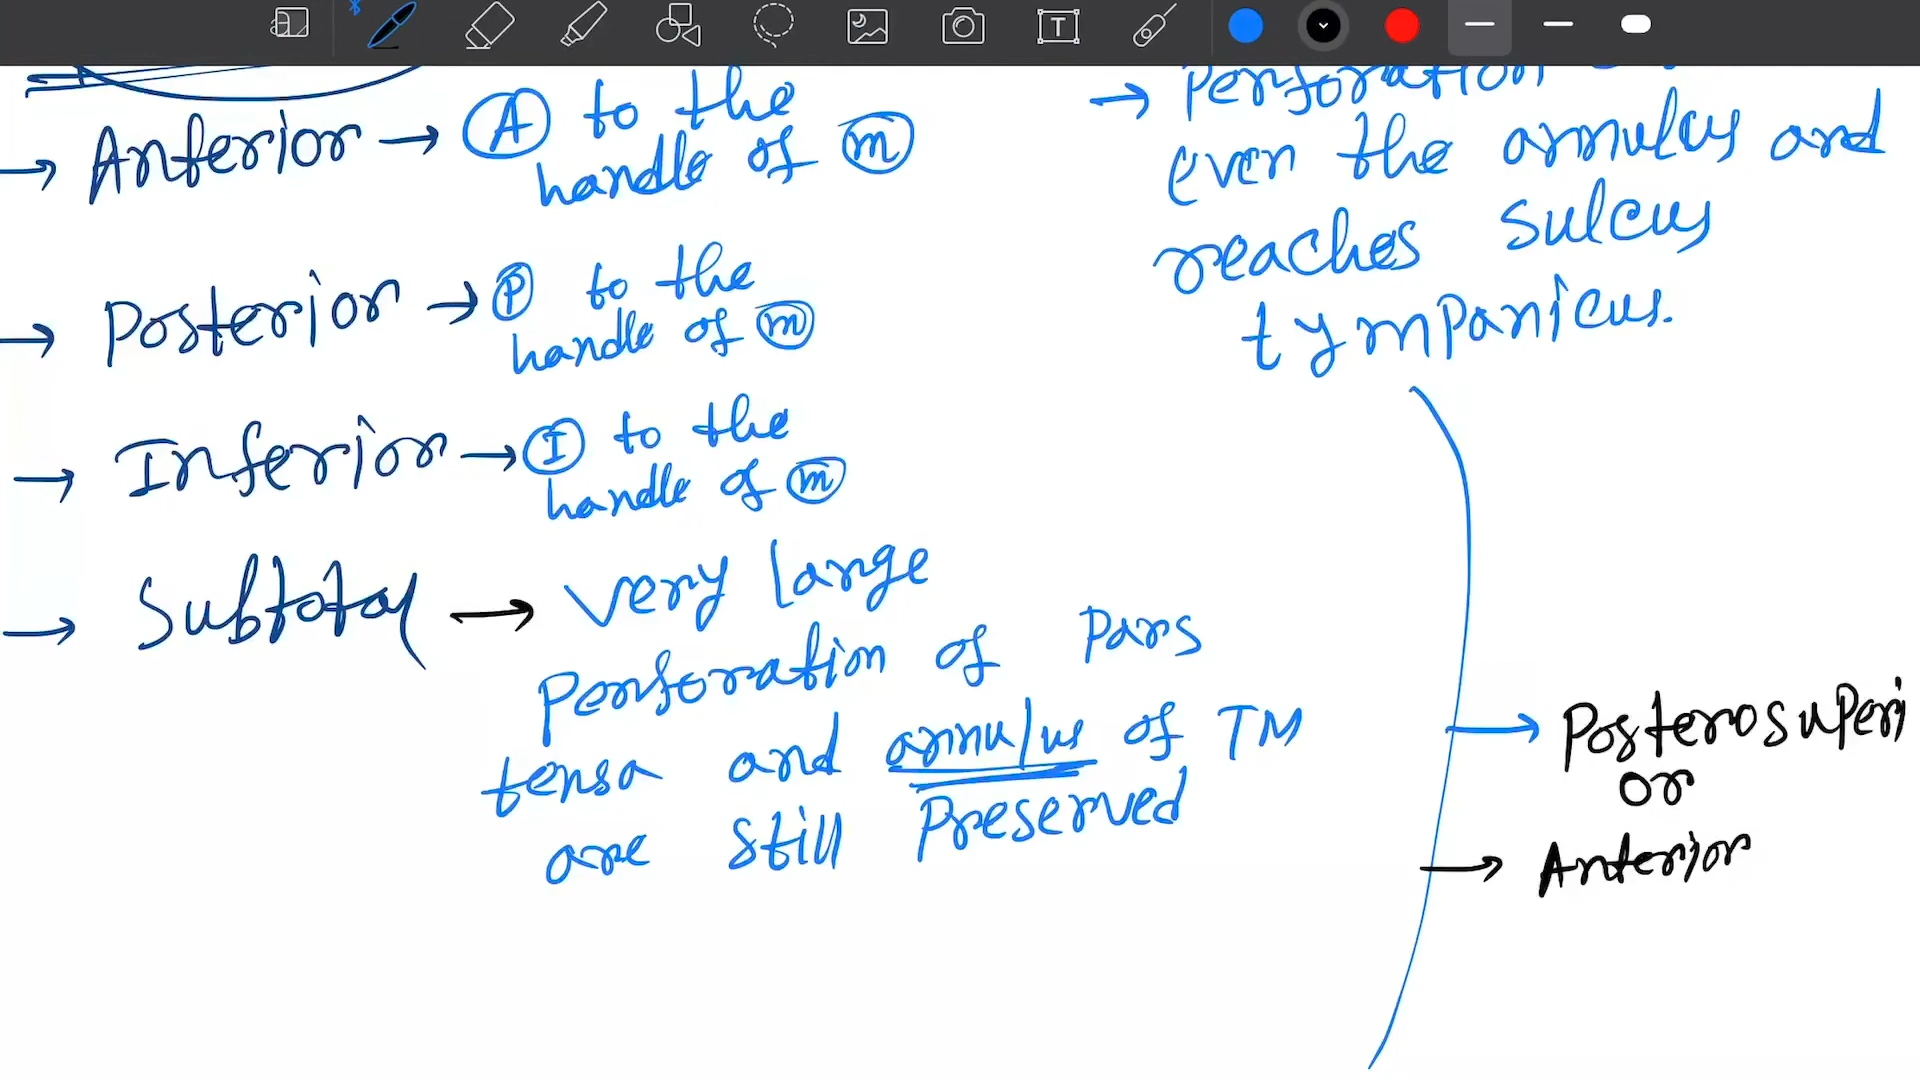 → Anterior → Ⓐ to the
handle of ⓜ
→ Posterior → Ⓟ to the
handle of ⓜ
→ Inferior → Ⓘ to the
handle of ⓜ
→ Subtotal → very large
perforation of Pars
tensa and annulus of TM
are still Preserved
→ Perforation
even the annulus and
reaches sulcus
tymPanicus.
→ Posterosuperi
or
→ Anterior